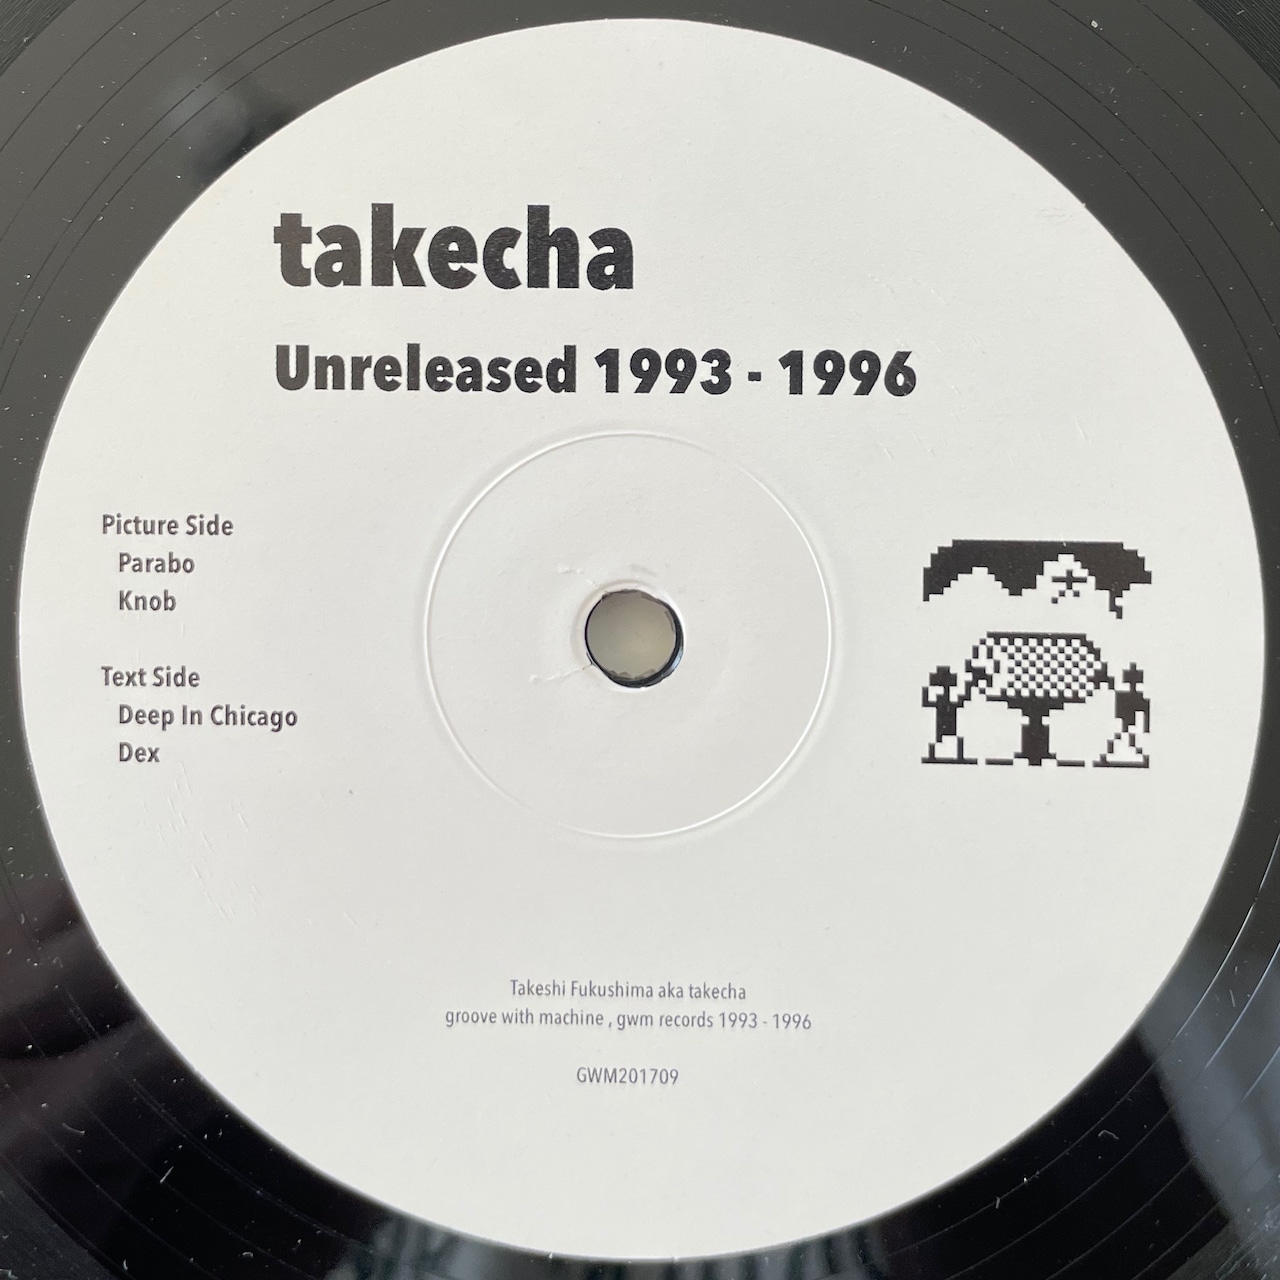 takecha
Unreleased 1993 - 1996
Picture Side
Parabo
Knob
Text Side
Deep In Chicago
Dex
Takeshi Fukushima aka takecha
groove with machine , gwm records 1993 - 1996
GWM201709